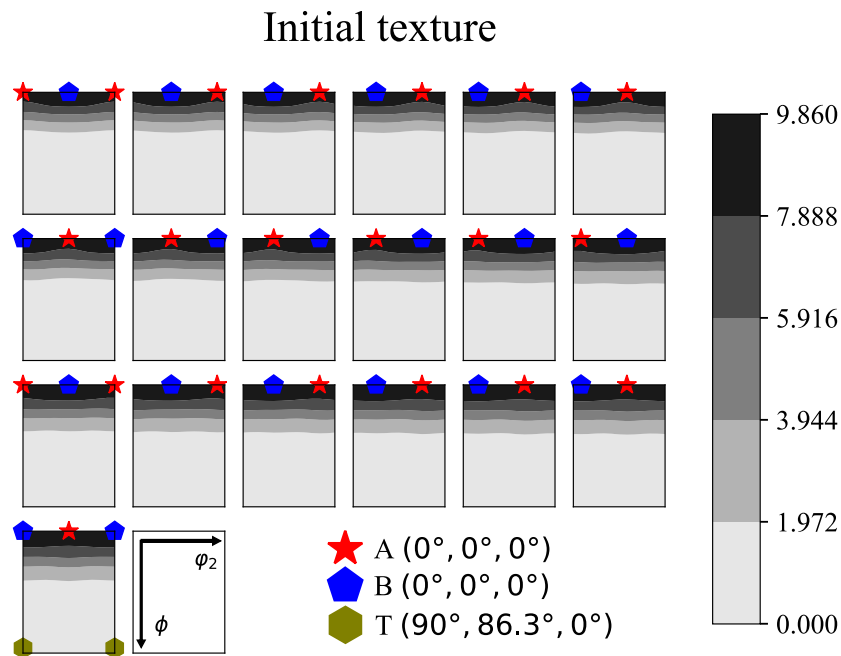 Initial texture
9.860
7.888
5.916
3.944
1.972
0.000
φ2
ϕ
A (0°, 0°, 0°)
B (0°, 0°, 0°)
T (90°, 86.3°, 0°)